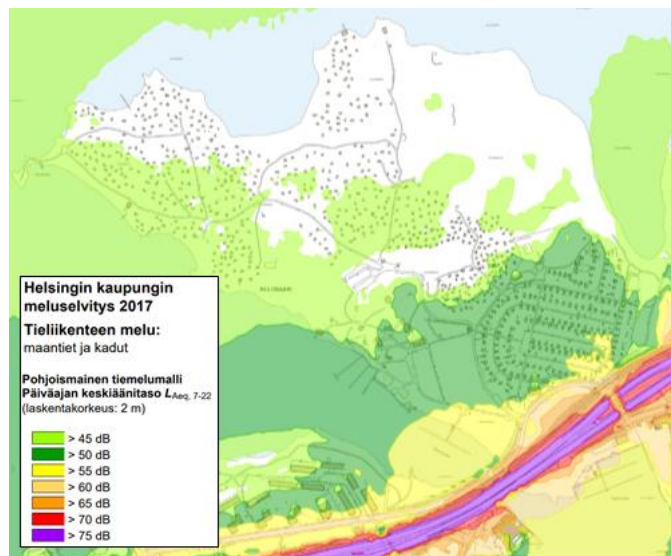 Helsingin kaupungin
meluselvitys 2017
Tieliikenteen melu:
maantiet ja kadut
Pohjoismainen tiemelumalli
Päiväajan keskiäänitaso LAeq, 7-22
(laskentakorkeus: 2 m)
> 45 dB
> 50 dB
> 55 dB
> 60 dB
> 65 dB
> 70 dB
> 75 dB